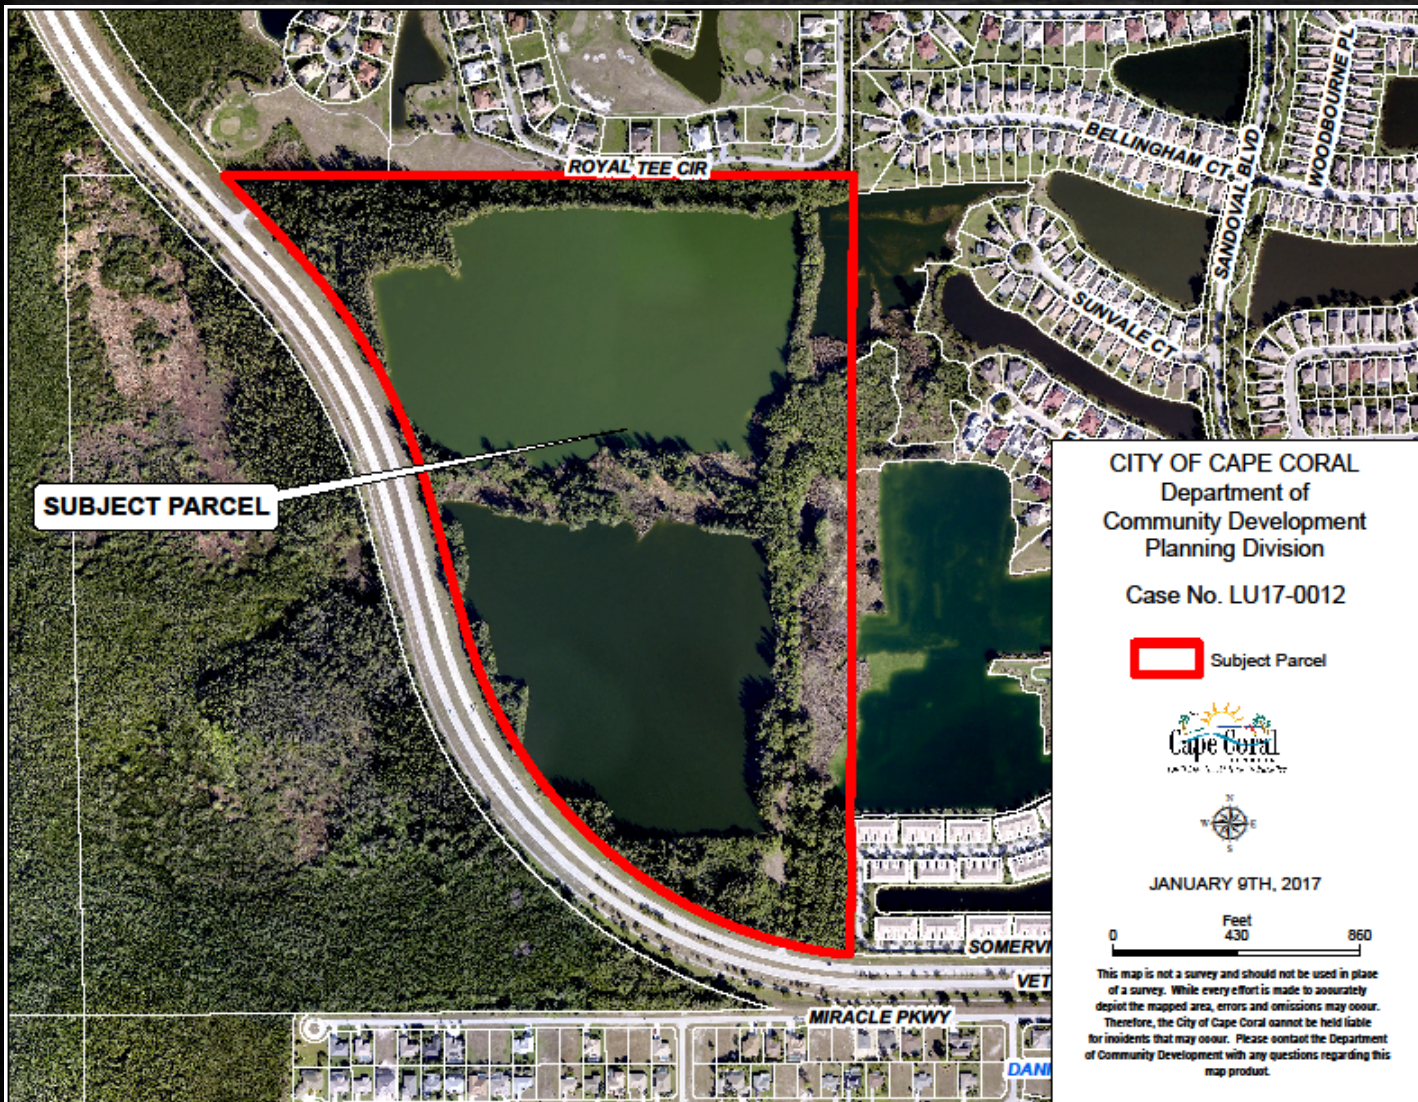 ROYAL TEE CIR
BELLINGHAM CT
SANDOVAL BLVD
WOODBOURNE PL
SUNVALE CT
SUBJECT PARCEL
SOMERVI
VET
MIRACLE PKWY
DANI
CITY OF CAPE CORAL
Department of
Community Development
Planning Division
Case No. LU17-0012
Subject Parcel
Cape Coral
N
W E
S
JANUARY 9TH, 2017
Feet
0 430 860
This map is not a survey and should not be used in place
of a survey. While every effort is made to accurately
depict the mapped area, errors and omissions may occur.
Therefore, the City of Cape Coral cannot be held liable
for incidents that may occur. Please contact the Department
of Community Development with any questions regarding this
map product.